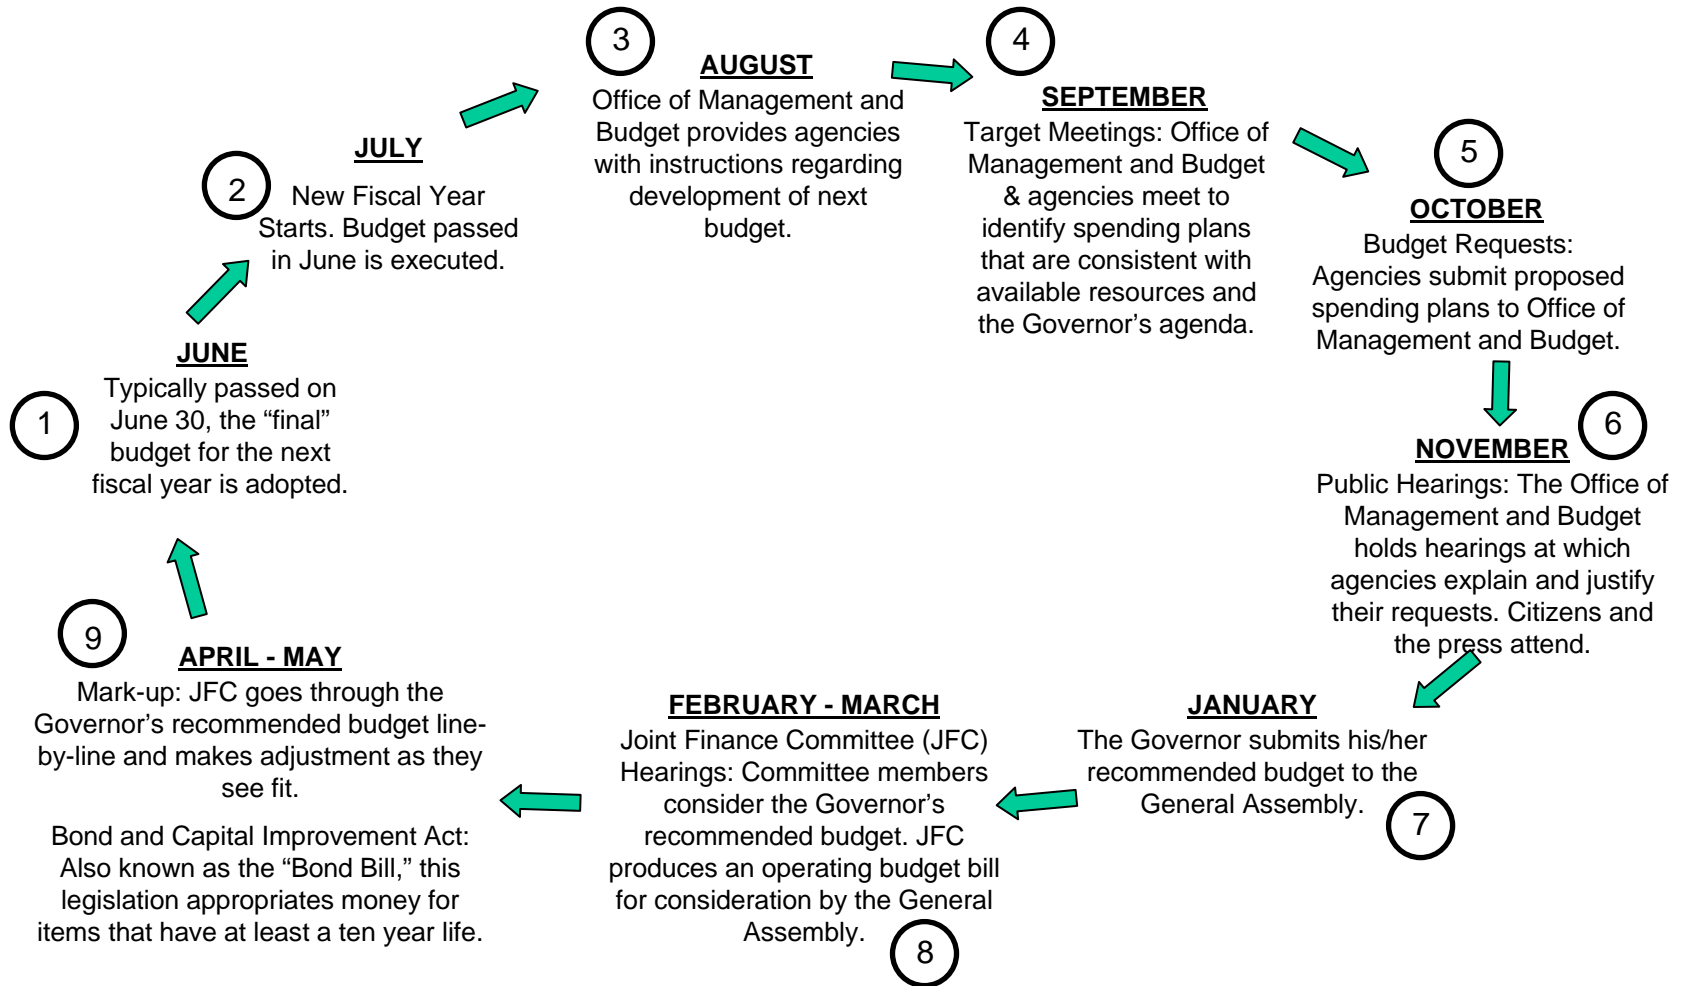 1
JUNE
Typically passed on
June 30, the “final”
budget for the next
fiscal year is adopted.
2
JULY
New Fiscal Year
Starts. Budget passed
in June is executed.
3
AUGUST
Office of Management and
Budget provides agencies
with instructions regarding
development of next
budget.
4
SEPTEMBER
Target Meetings: Office of
Management and Budget
& agencies meet to
identify spending plans
that are consistent with
available resources and
the Governor’s agenda.
5
OCTOBER
Budget Requests:
Agencies submit proposed
spending plans to Office of
Management and Budget.
6
NOVEMBER
Public Hearings: The Office of
Management and Budget
holds hearings at which
agencies explain and justify
their requests. Citizens and
the press attend.
JANUARY
The Governor submits his/her
recommended budget to the
General Assembly.
7
FEBRUARY - MARCH
Joint Finance Committee (JFC)
Hearings: Committee members
consider the Governor’s
recommended budget. JFC
produces an operating budget bill
for consideration by the General
Assembly.
8
9
APRIL - MAY
Mark-up: JFC goes through the
Governor’s recommended budget line-
by-line and makes adjustment as they
see fit.
Bond and Capital Improvement Act:
Also known as the “Bond Bill,” this
legislation appropriates money for
items that have at least a ten year life.